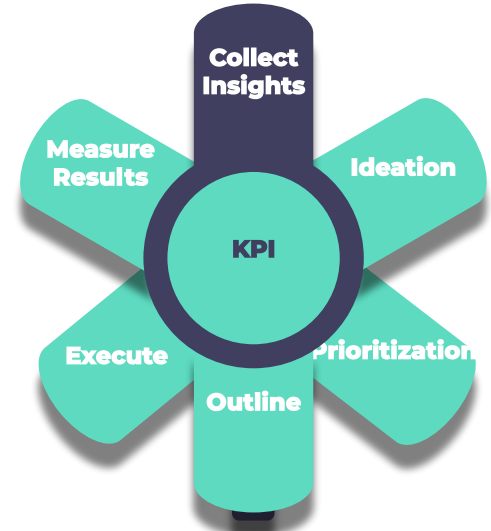 Collect
Insights
Measure
Results
Ideation
KPI
Execute
Prioritization
Outline